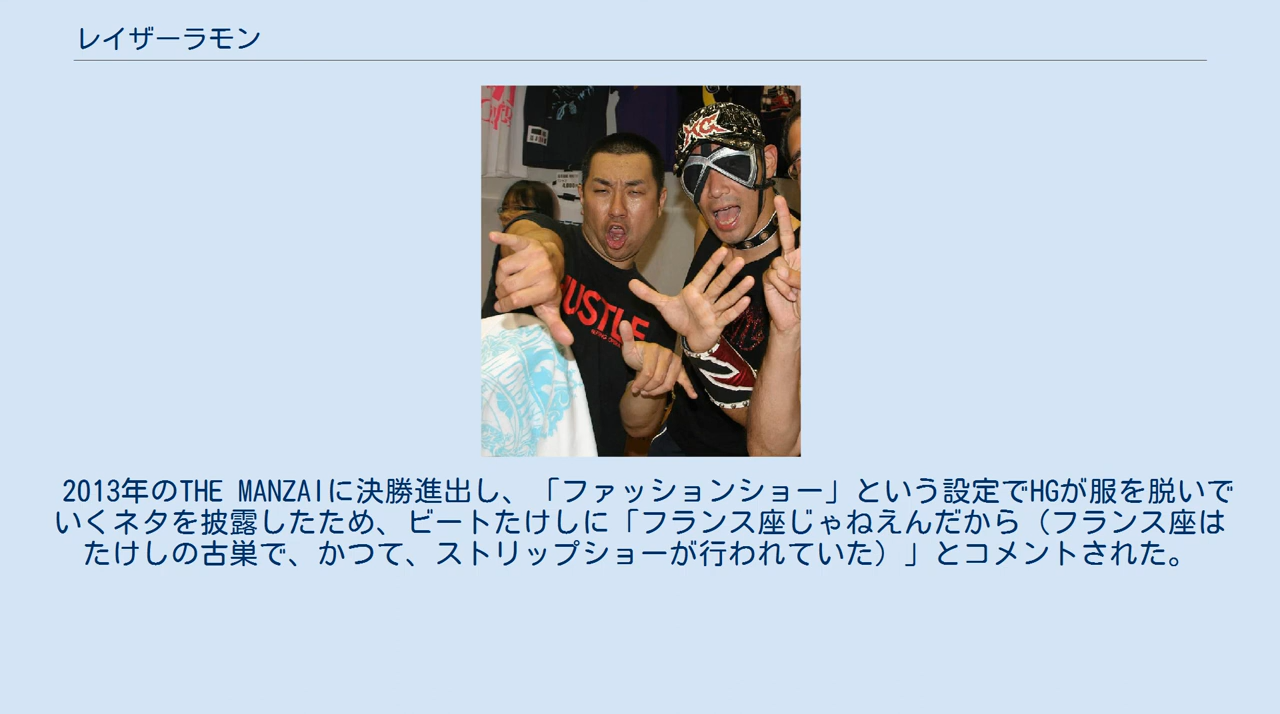 レイザーラモン
HG
HUSTLE
2013年のTHE MANZAIに決勝進出し、「ファッションショー」という設定でHGが服を脱いで
いくネタを披露したため、ビートたけしに「フランス座じゃねえんだから（フランス座は
たけしの古巣で、かつて、ストリップショーが行われていた）」とコメントされた。